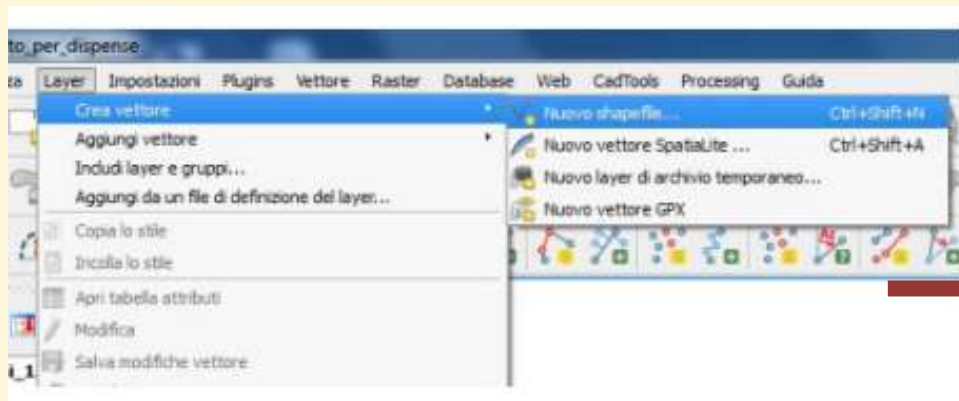 to_per_dispense
za Layer Impostazioni Plugins Vettore Raster Database Web CadTools Processing Guida
Crea vettore
Aggiungi vettore
Includi layer e gruppi...
Aggiungi da un file di definizione del layer...
Copia lo stile
Incolla lo stile
Apri tabella attributi
Modifica
Salva modifiche vettore
Nuovo shapefile... Ctrl+Shift+N
Nuovo vettore SpatiaLite ... Ctrl+Shift+A
Nuovo layer di archivio temporaneo...
Nuovo vettore GPX
i_1